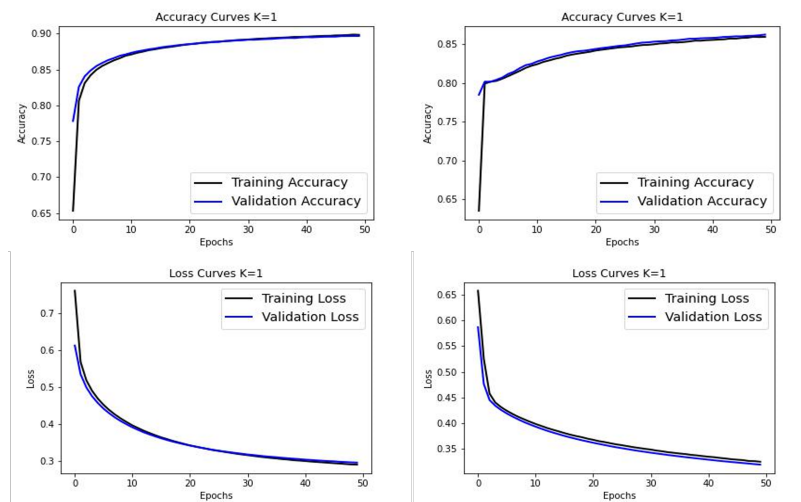 Accuracy Curves K=1
0.90
0.85
0.80
0.75
0.70
0.65
Accuracy
Training Accuracy
Validation Accuracy
0 10 20 30 40 50
Epochs
Accuracy Curves K=1
0.85
0.80
0.75
0.70
0.65
Accuracy
Training Accuracy
Validation Accuracy
0 10 20 30 40 50
Epochs
Loss Curves K=1
0.7
0.6
0.5
0.4
0.3
Loss
Training Loss
Validation Loss
0 10 20 30 40 50
Epochs
Loss Curves K=1
0.65
0.60
0.55
0.50
0.45
0.40
0.35
Loss
Training Loss
Validation Loss
0 10 20 30 40 50
Epochs